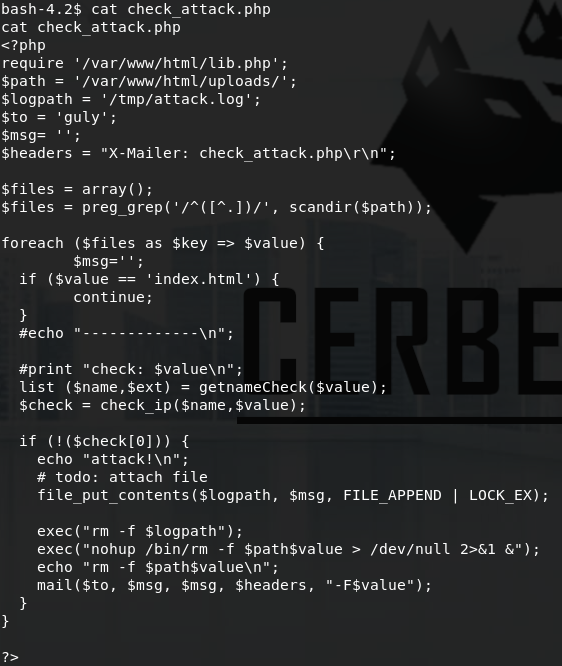 bash-4.2$ cat check_attack.php
cat check_attack.php
<?php
require '/var/www/html/lib.php';
$path = '/var/www/html/uploads/';
$logpath = '/tmp/attack.log';
$to = 'guly';
$msg= '';
$headers = "X-Mailer: check_attack.php\r\n";

$files = array();
$files = preg_grep('/^([^.])/', scandir($path));

foreach ($files as $key => $value) {
        $msg='';
  if ($value == 'index.html') {
        continue;
  }
  #echo "-------------\n";

  #print "check: $value\n";
  list ($name,$ext) = getnameCheck($value);
  $check = check_ip($name,$value);

  if (!($check[0])) {
    echo "attack!\n";
    # todo: attach file
    file_put_contents($logpath, $msg, FILE_APPEND | LOCK_EX);

    exec("rm -f $logpath");
    exec("nohup /bin/rm -f $path$value > /dev/null 2>&1 &");
    echo "rm -f $path$value\n";
    mail($to, $msg, $msg, $headers, "-F$value");
  }
}

?>
CERBE